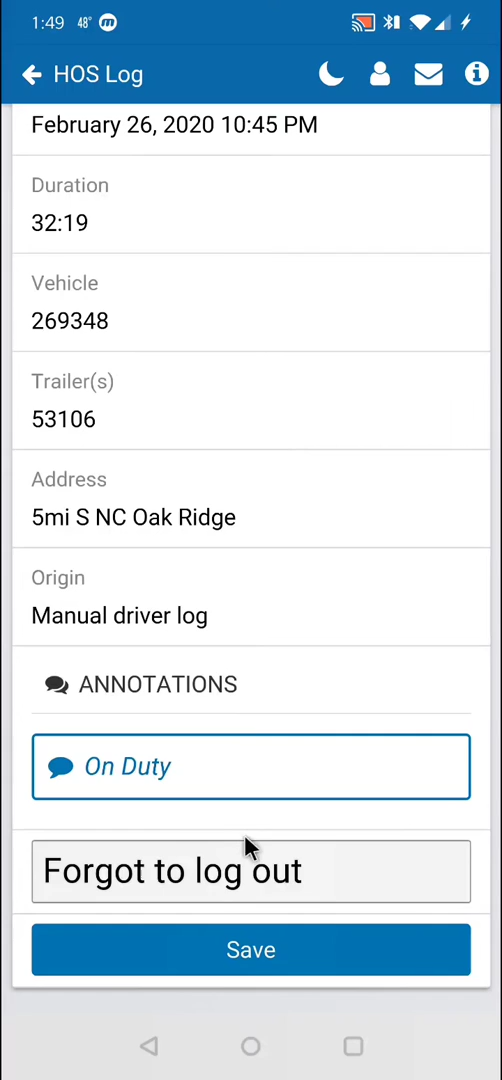 1:49 48°
HOS Log
February 26, 2020 10:45 PM
Duration
32:19
Vehicle
269348
Trailer(s)
53106
Address
5mi S NC Oak Ridge
Origin
Manual driver log
ANNOTATIONS
On Duty
Forgot to log out
Save